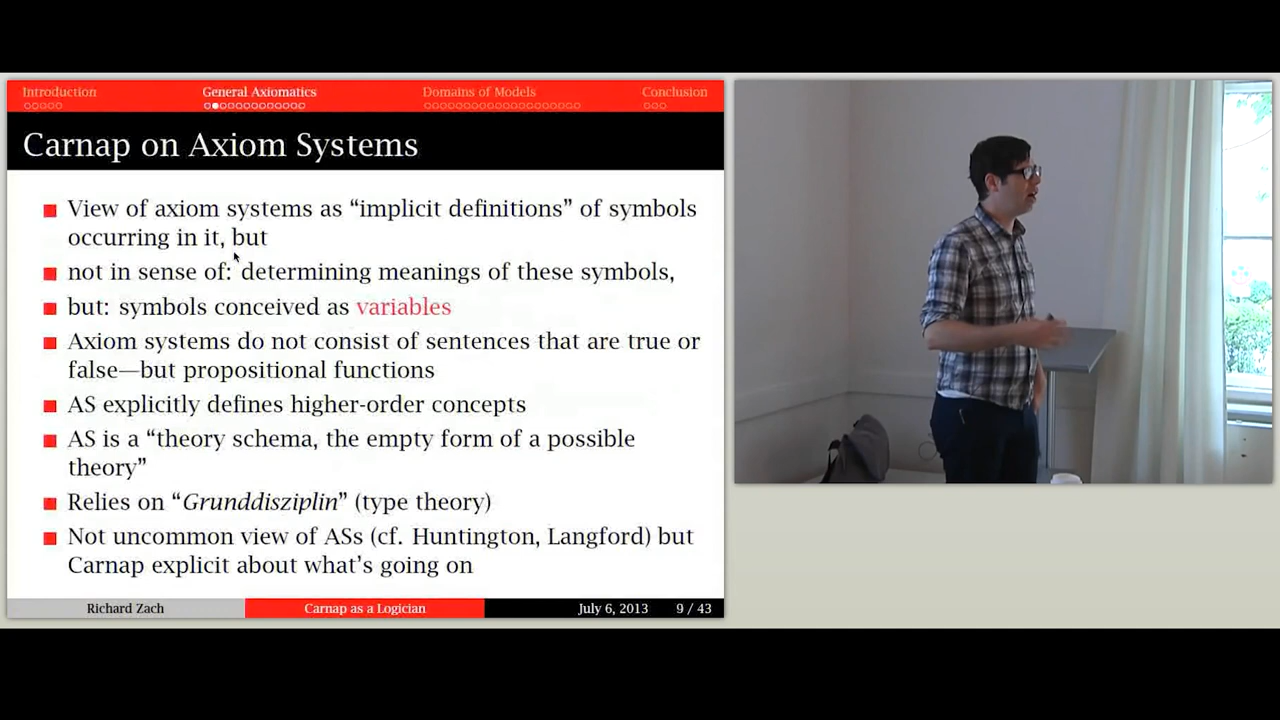 Introduction General Axiomatics Domains of Models Conclusion
Carnap on Axiom Systems
View of axiom systems as “implicit definitions” of symbols
occurring in it, but
not in sense of: determining meanings of these symbols,
but: symbols conceived as variables
Axiom systems do not consist of sentences that are true or
false—but propositional functions
AS explicitly defines higher-order concepts
AS is a “theory schema, the empty form of a possible
theory”
Relies on “Grunddisziplin” (type theory)
Not uncommon view of ASs (cf. Huntington, Langford) but
Carnap explicit about what’s going on
Richard Zach Carnap as a Logician July 6, 2013 9 / 43